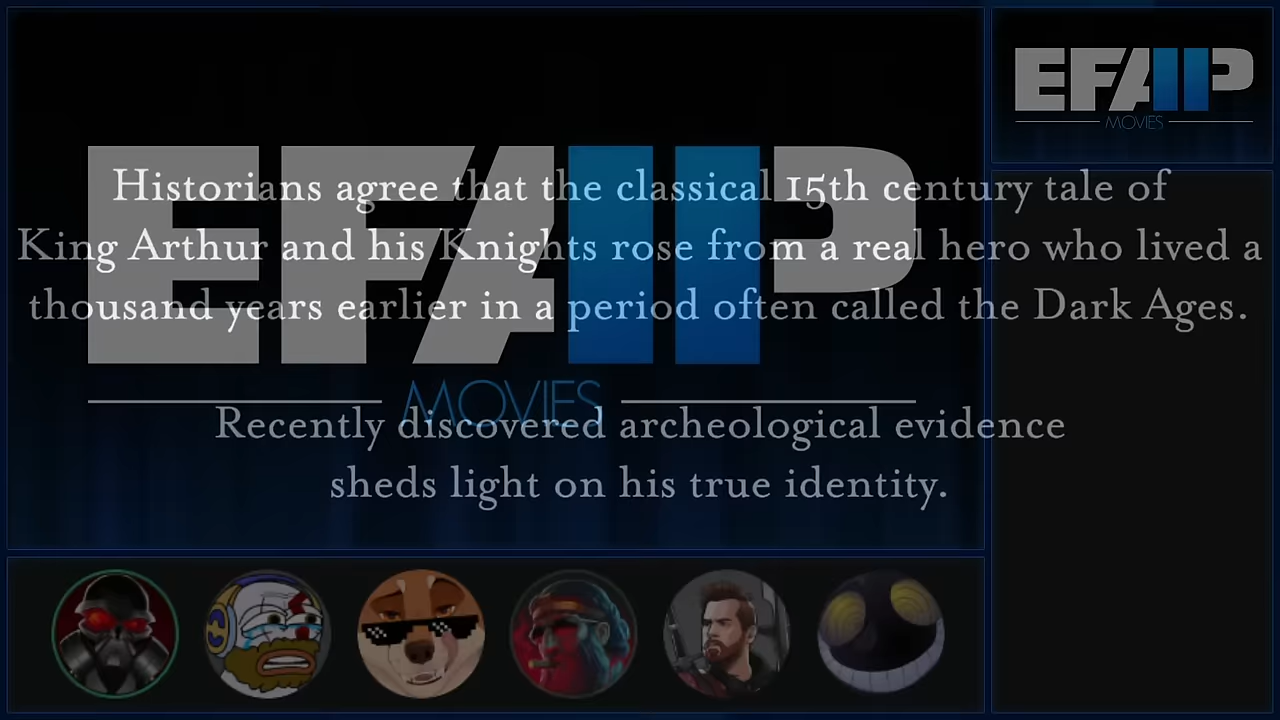 EFAP
MOVIES
Historians agree that the classical 15th century tale of
King Arthur and his Knights rose from a real hero who lived a
thousand years earlier in a period often called the Dark Ages.
EFAP
MOVIES
Recently discovered archeological evidence
sheds light on his true identity.